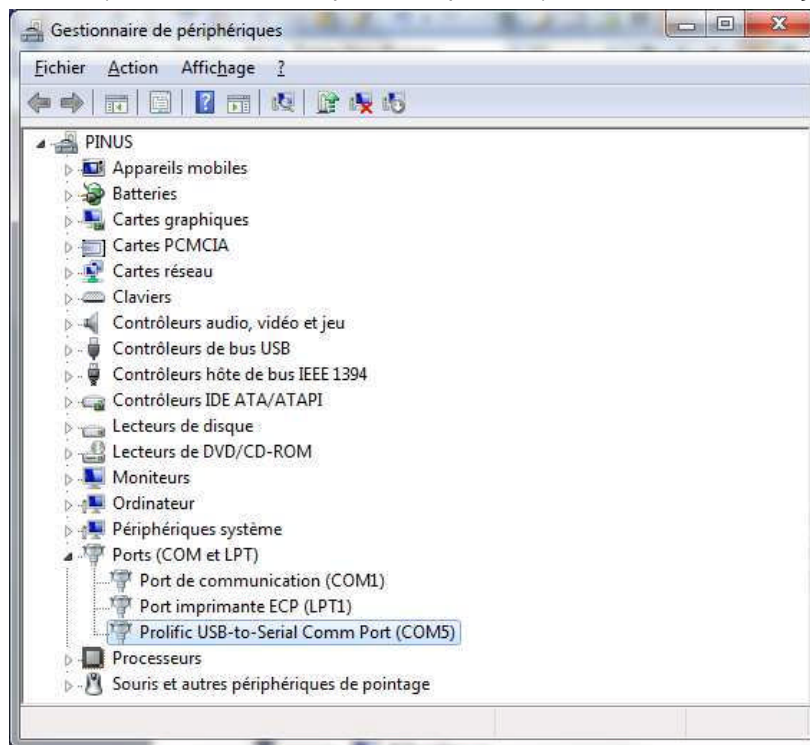 Gestionnaire de périphériques
Fichier Action Affichage ?
PINUS
Appareils mobiles
Batteries
Cartes graphiques
Cartes PCMCIA
Cartes réseau
Claviers
Contrôleurs audio, vidéo et jeu
Contrôleurs de bus USB
Contrôleurs hôte de bus IEEE 1394
Contrôleurs IDE ATA/ATAPI
Lecteurs de disque
Lecteurs de DVD/CD-ROM
Moniteurs
Ordinateur
Périphériques système
Ports (COM et LPT)
Port de communication (COM1)
Port imprimante ECP (LPT1)
Prolific USB-to-Serial Comm Port (COM5)
Processeurs
Souris et autres périphériques de pointage